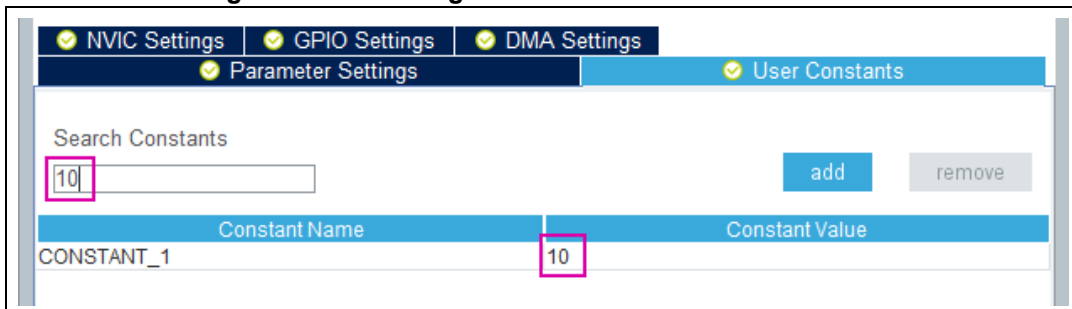 NVIC Settings GPIO Settings DMA Settings
Parameter Settings User Constants
Search Constants
10 add remove
Constant Name Constant Value
CONSTANT_1 10